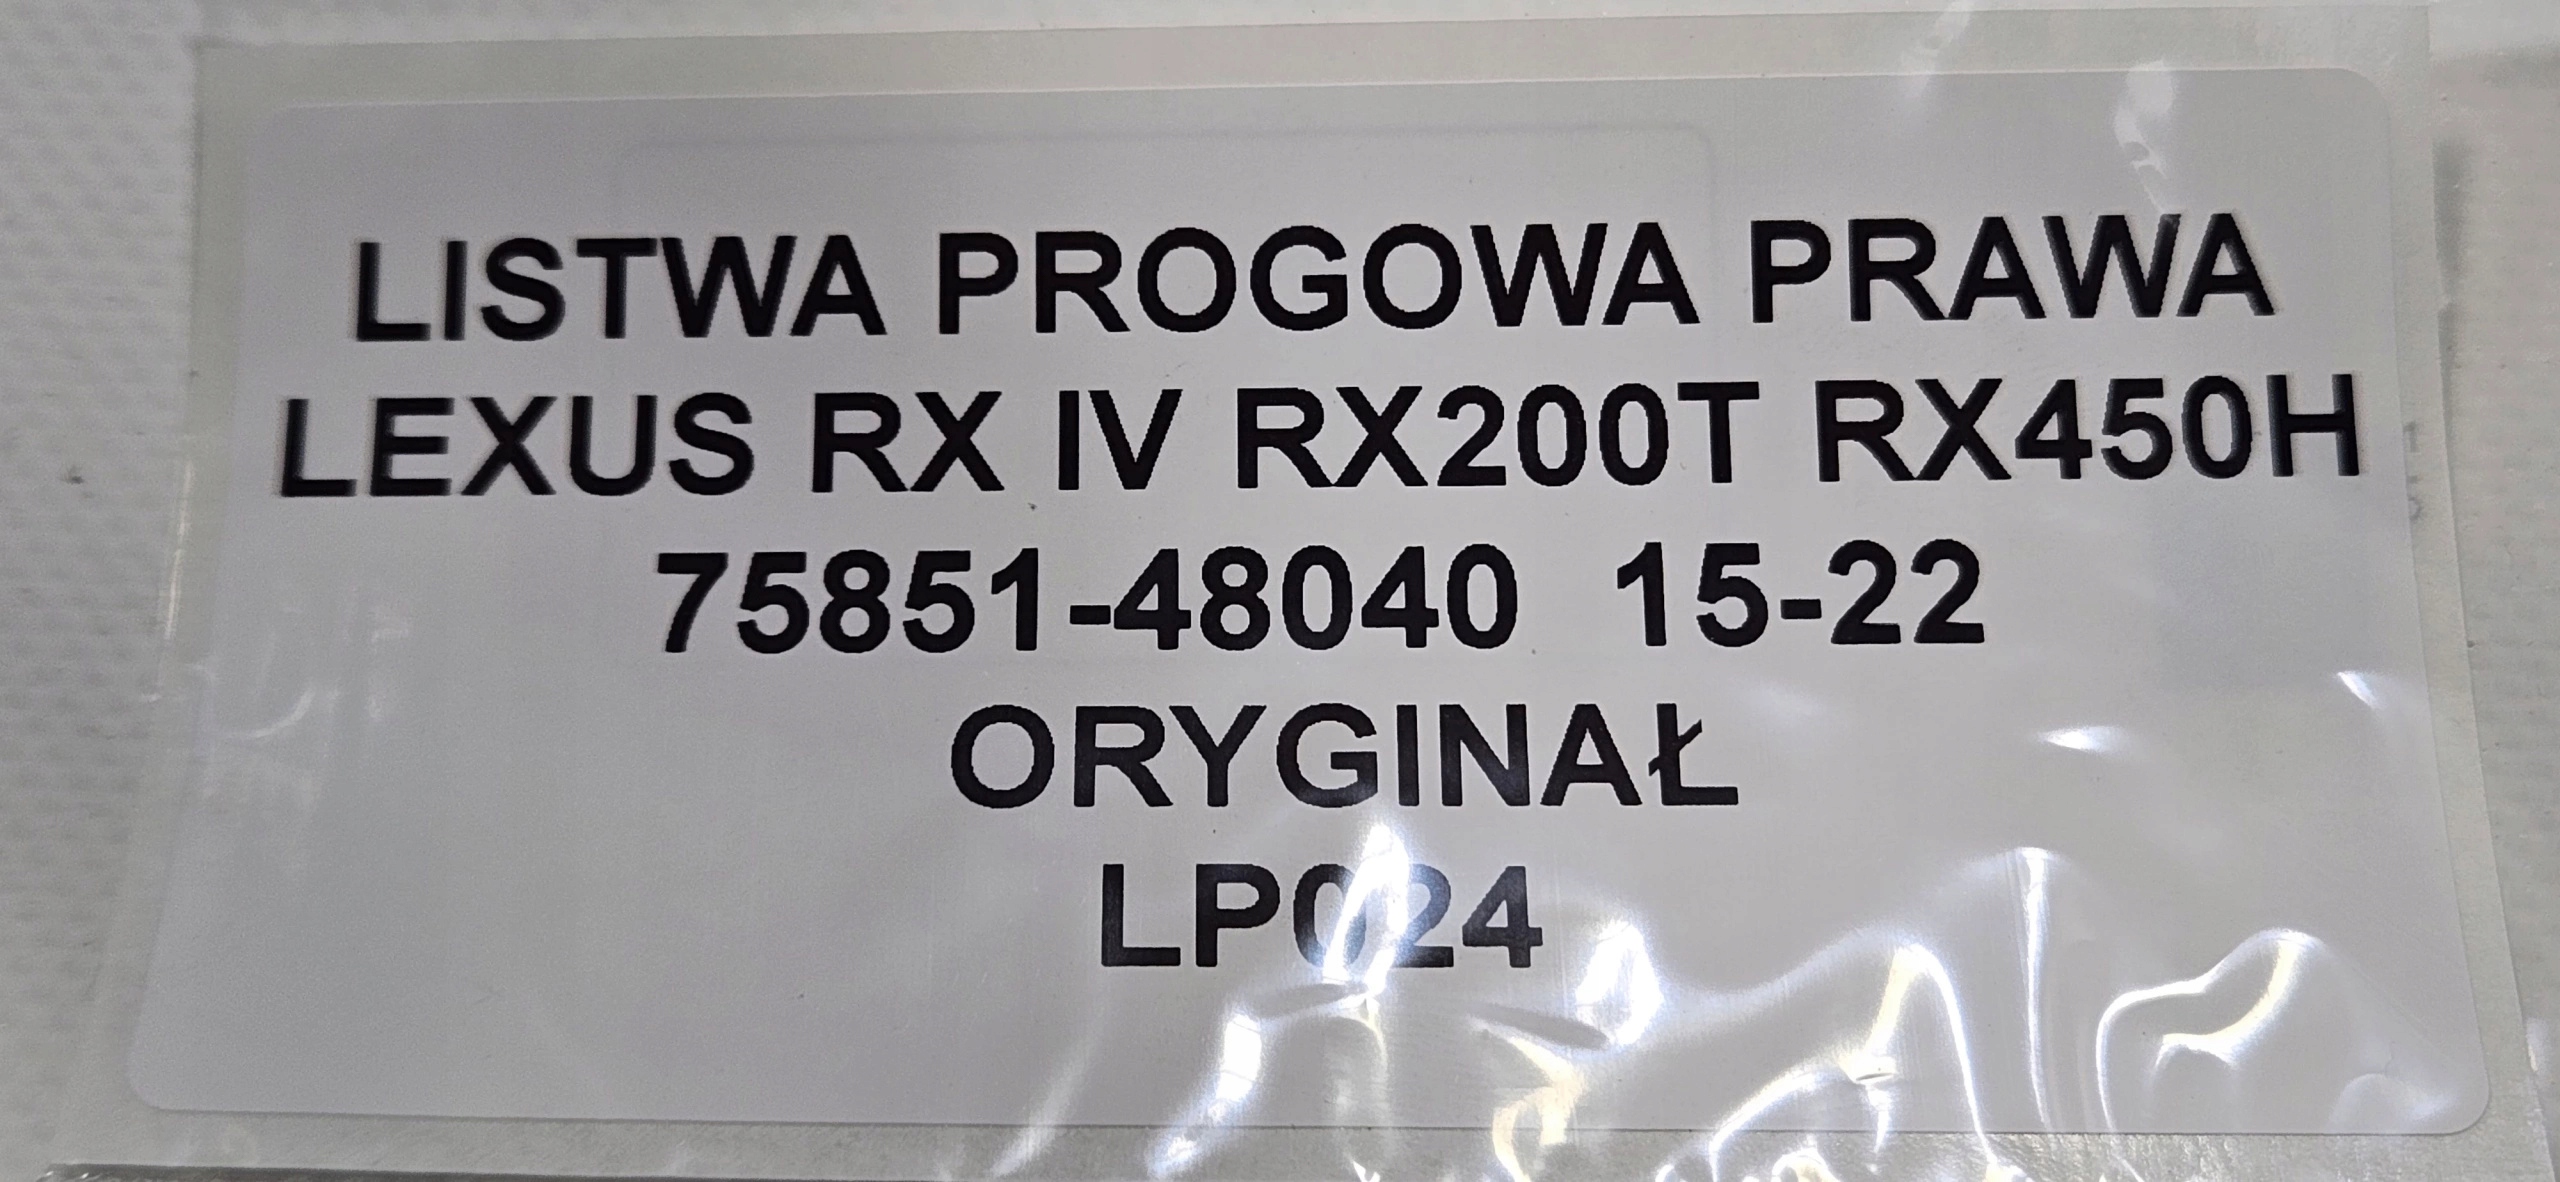 LISTWA PROGOWA PRAWA
LEXUS RX IV RX200T RX450H
75851-48040 15-22
ORYGINAŁ
LP024